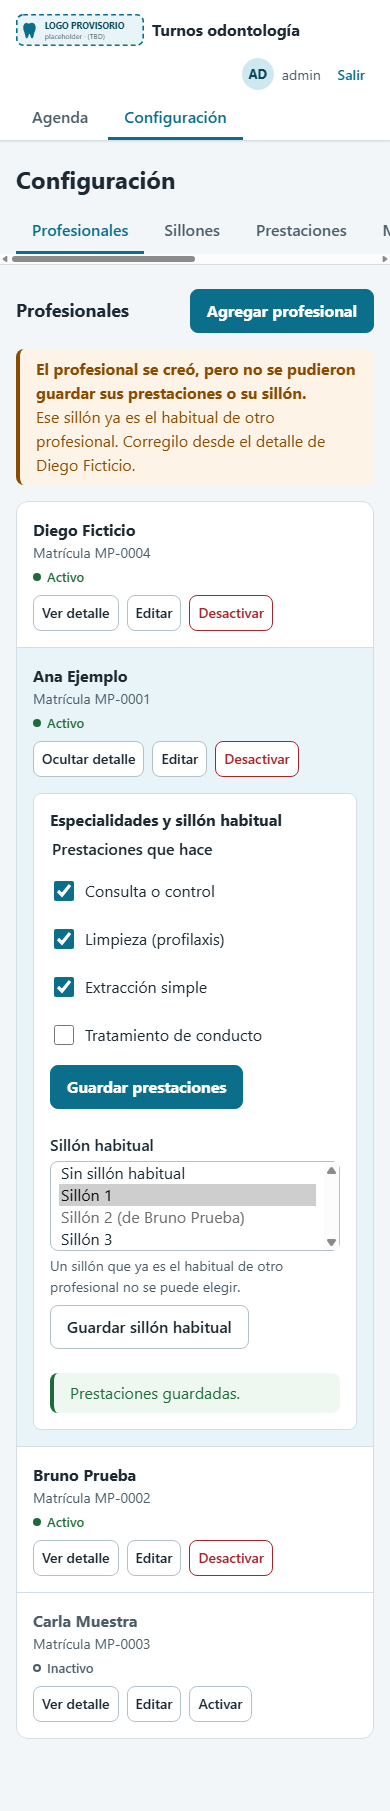 LOGO PROVISORIO
placeholder · (TBD)
Turnos odontología
AD admin Salir
Agenda Configuración
Configuración
Profesionales Sillones Prestaciones
Profesionales
Agregar profesional
El profesional se creó, pero no se pudieron
guardar sus prestaciones o su sillón.
Ese sillón ya es el habitual de otro
profesional. Corregilo desde el detalle de
Diego Ficticio.
Diego Ficticio
Matrícula MP-0004
Activo
Ver detalle Editar Desactivar
Ana Ejemplo
Matrícula MP-0001
Activo
Ocultar detalle Editar Desactivar
Especialidades y sillón habitual
Prestaciones que hace
Consulta o control
Limpieza (profilaxis)
Extracción simple
Tratamiento de conducto
Guardar prestaciones
Sillón habitual
Sin sillón habitual
Sillón 1
Sillón 2 (de Bruno Prueba)
Sillón 3
Un sillón que ya es el habitual de otro
profesional no se puede elegir.
Guardar sillón habitual
Prestaciones guardadas.
Bruno Prueba
Matrícula MP-0002
Activo
Ver detalle Editar Desactivar
Carla Muestra
Matrícula MP-0003
Inactivo
Ver detalle Editar Activar